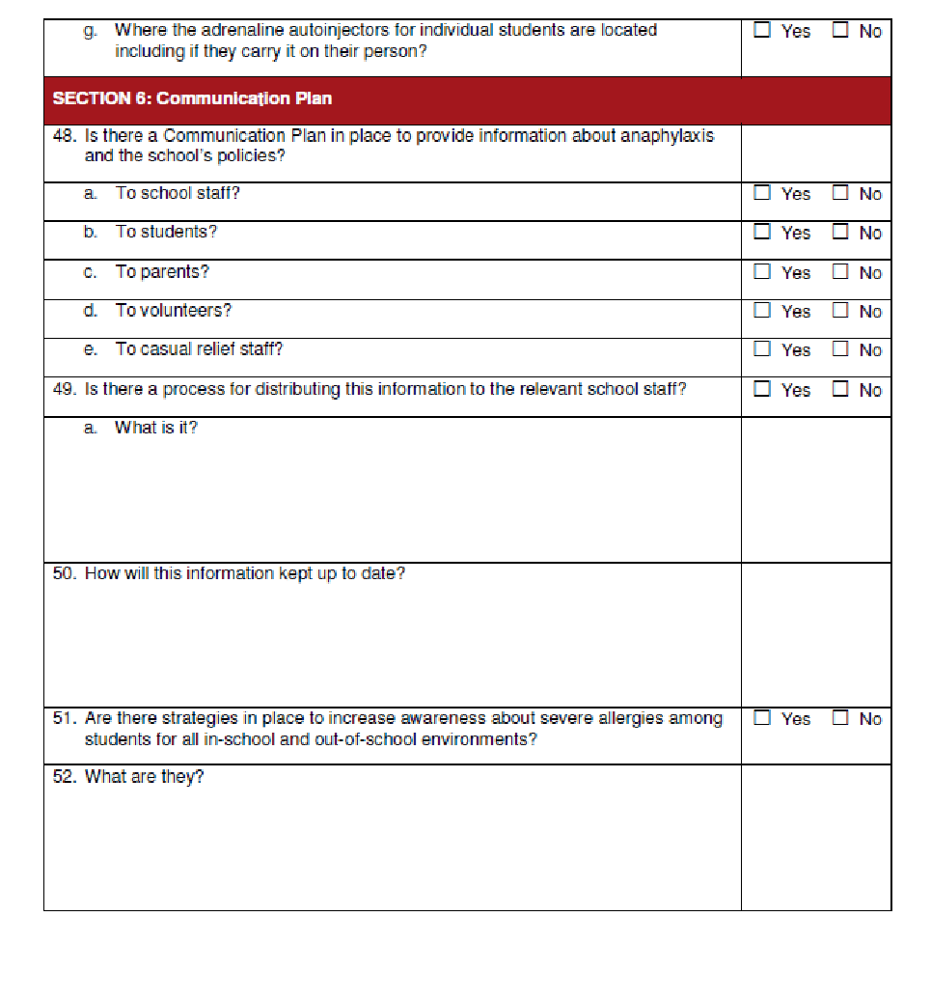 g. Where the adrenaline autoinjectors for individual students are located ☐ Yes ☐ No
including if they carry it on their person?
SECTION 6: Communication Plan
48. Is there a Communication Plan in place to provide information about anaphylaxis
and the school's policies?
a. To school staff? ☐ Yes ☐ No
b. To students? ☐ Yes ☐ No
c. To parents? ☐ Yes ☐ No
d. To volunteers? ☐ Yes ☐ No
e. To casual relief staff? ☐ Yes ☐ No
49. Is there a process for distributing this information to the relevant school staff? ☐ Yes ☐ No
a. What is it?
50. How will this information kept up to date?
51. Are there strategies in place to increase awareness about severe allergies among ☐ Yes ☐ No
students for all in-school and out-of-school environments?
52. What are they?